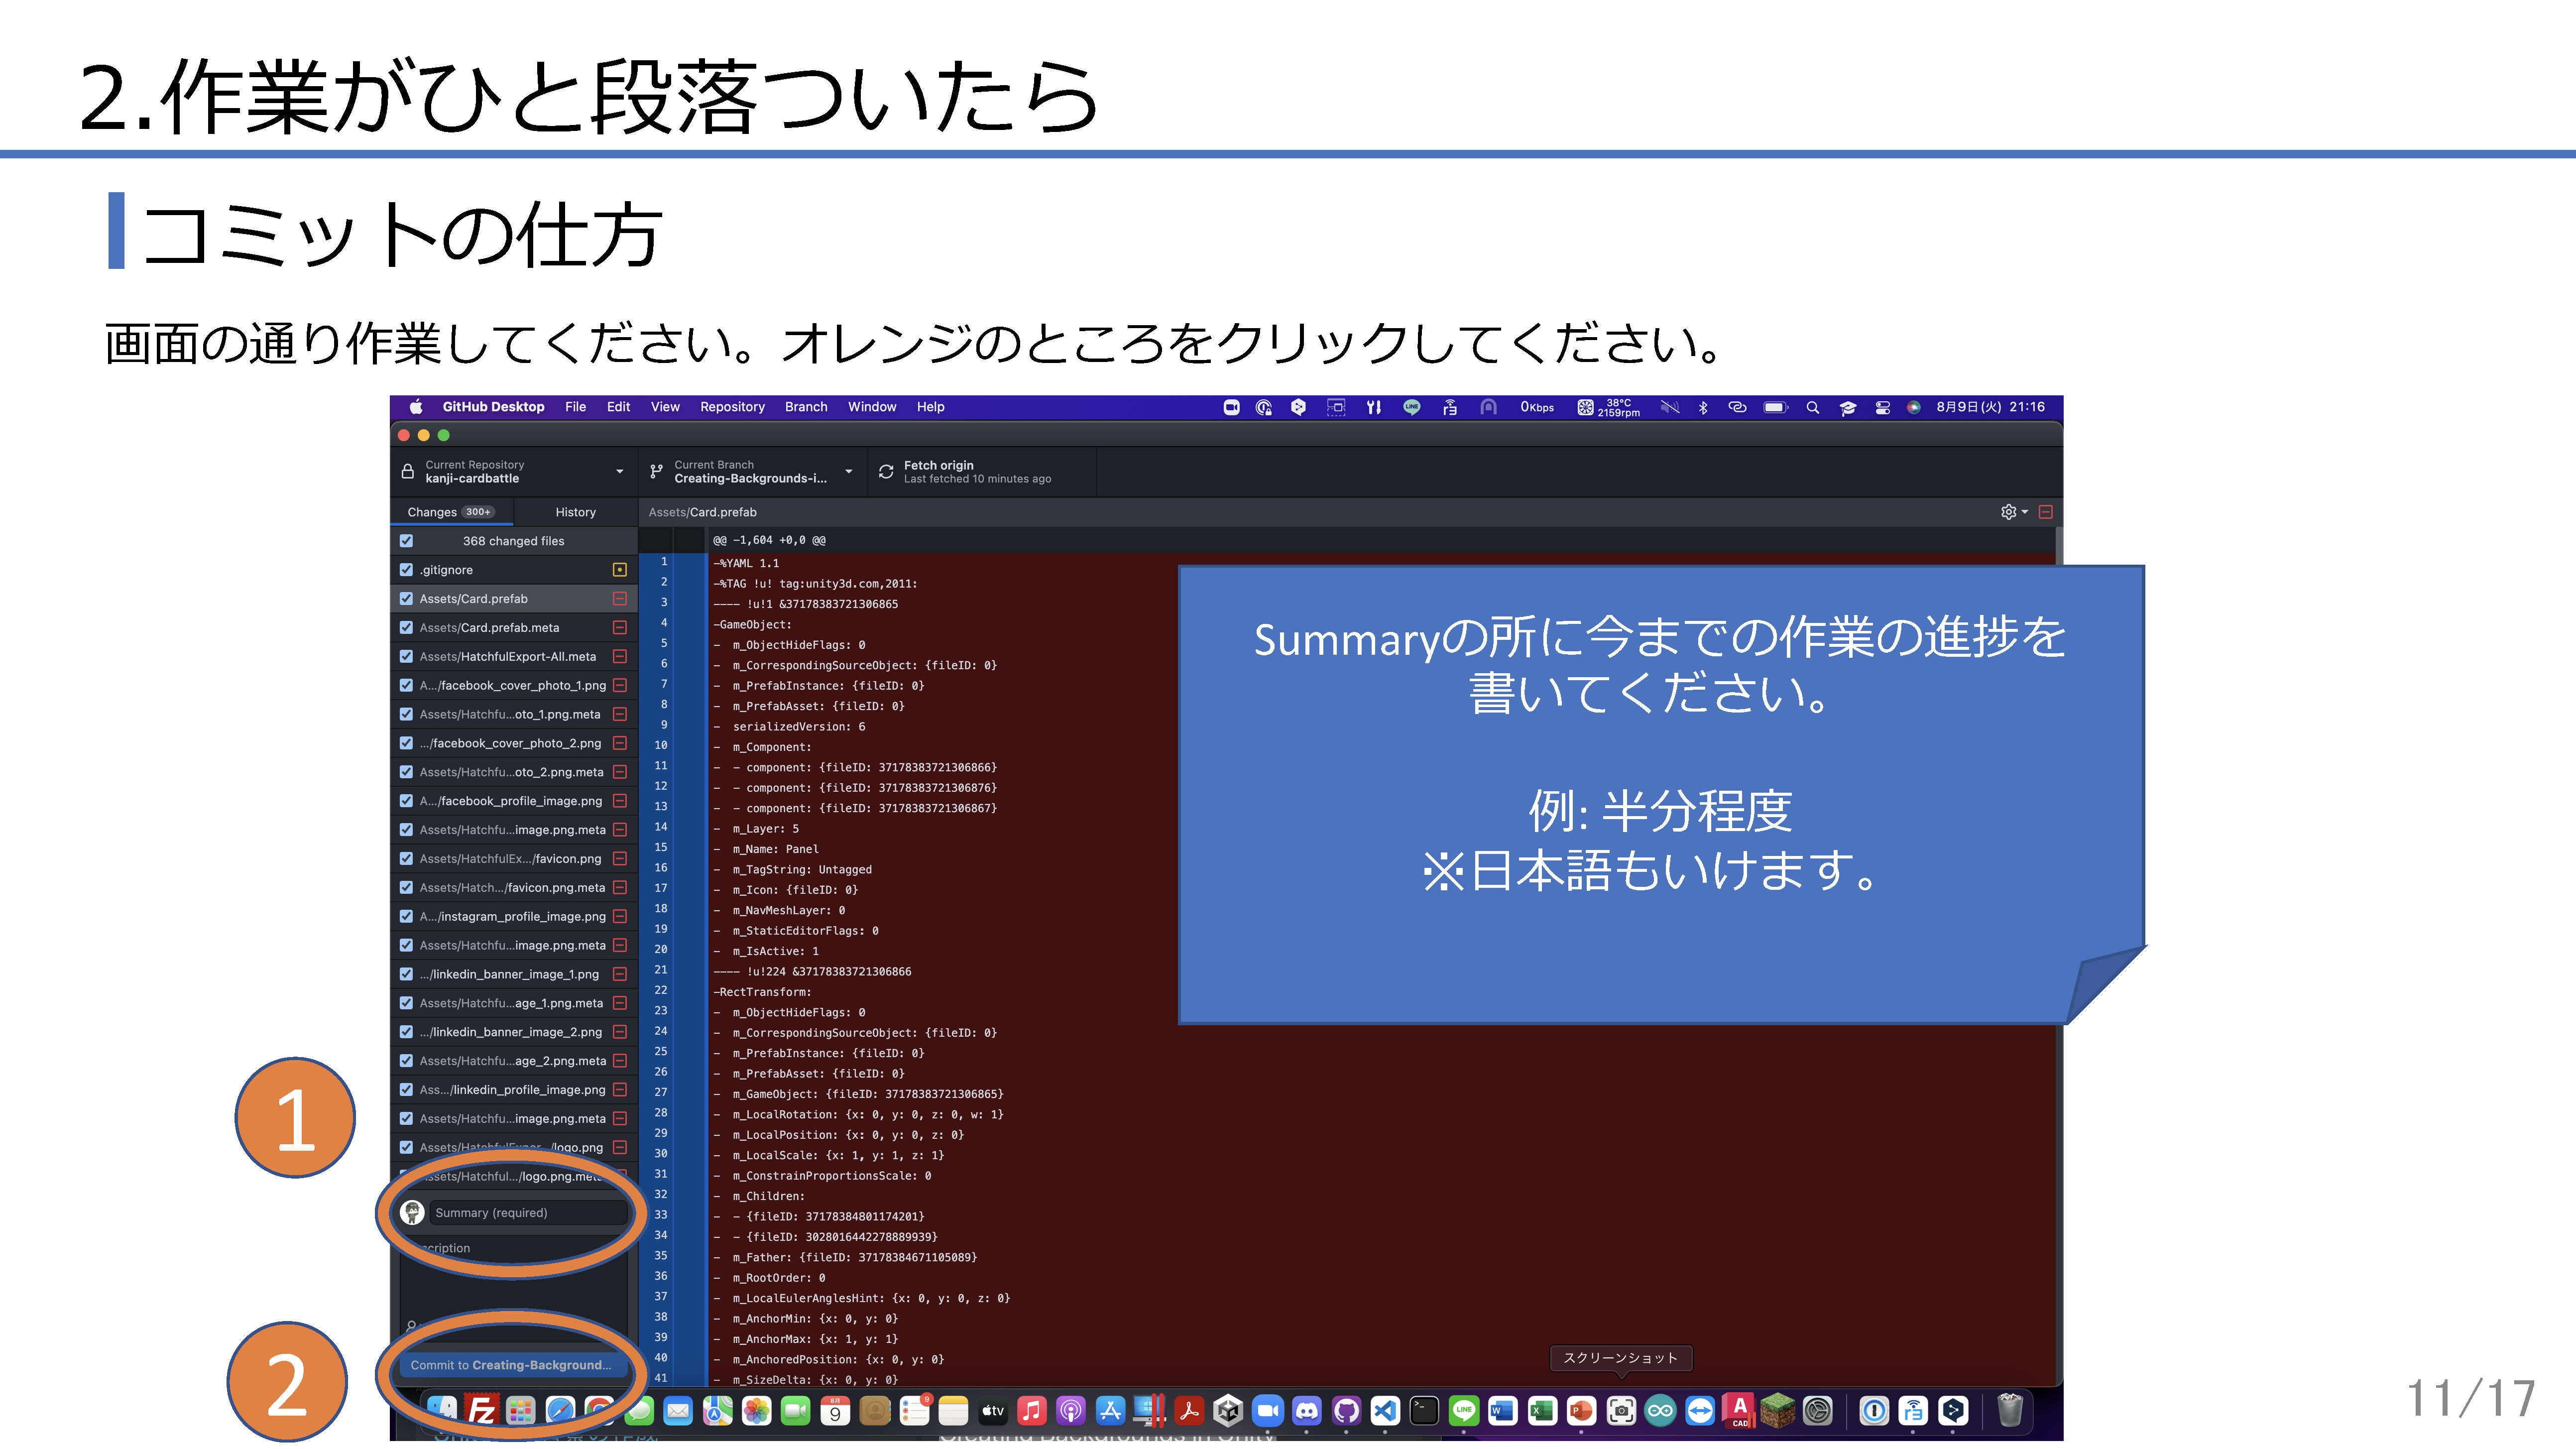 2.作業がひと段落ついたら
コミットの仕方
画面の通り作業してください。オレンジのところをクリックしてください。
GitHub Desktop File Edit View Repository Branch Window Help
0Kbps 38°C 2159rpm 8月9日(火) 21:16
Current Repository
kanji-cardbattle
Current Branch
Creating-Backgrounds-i...
Fetch origin
Last fetched 10 minutes ago
Changes 300+ History
Assets/Card.prefab
368 changed files
.gitignore
Assets/Card.prefab
Assets/Card.prefab.meta
Assets/HatchfulExport-All.meta
A.../facebook_cover_photo_1.png
Assets/Hatchfu...oto_1.png.meta
.../facebook_cover_photo_2.png
Assets/Hatchfu...oto_2.png.meta
A.../facebook_profile_image.png
Assets/Hatchfu...image.png.meta
Assets/HatchfulEx.../favicon.png
Assets/Hatch.../favicon.png.meta
A.../instagram_profile_image.png
Assets/Hatchfu...image.png.meta
.../linkedin_banner_image_1.png
Assets/Hatchfu...age_1.png.meta
.../linkedin_banner_image_2.png
Assets/Hatchfu...age_2.png.meta
Ass.../linkedin_profile_image.png
Assets/Hatchfu...image.png.meta
Assets/HatchfulExpor.../logo.png
Assets/Hatchful.../logo.png.meta
Summary (required)
cription
Commit to Creating-Background...
@@ -1,604 +0,0 @@
1 -%YAML 1.1
2 -%TAG !u! tag:unity3d.com,2011:
3 ---- !u!1 &37178383721306865
4 -GameObject:
5 - m_ObjectHideFlags: 0
6 - m_CorrespondingSourceObject: {fileID: 0}
7 - m_PrefabInstance: {fileID: 0}
8 - m_PrefabAsset: {fileID: 0}
9 - serializedVersion: 6
10 - m_Component:
11 - - component: {fileID: 37178383721306866}
12 - - component: {fileID: 37178383721306876}
13 - - component: {fileID: 37178383721306867}
14 - m_Layer: 5
15 - m_Name: Panel
16 - m_TagString: Untagged
17 - m_Icon: {fileID: 0}
18 - m_NavMeshLayer: 0
19 - m_StaticEditorFlags: 0
20 - m_IsActive: 1
21 ---- !u!224 &37178383721306866
22 -RectTransform:
23 - m_ObjectHideFlags: 0
24 - m_CorrespondingSourceObject: {fileID: 0}
25 - m_PrefabInstance: {fileID: 0}
26 - m_PrefabAsset: {fileID: 0}
27 - m_GameObject: {fileID: 37178383721306865}
28 - m_LocalRotation: {x: 0, y: 0, z: 0, w: 1}
29 - m_LocalPosition: {x: 0, y: 0, z: 0}
30 - m_LocalScale: {x: 1, y: 1, z: 1}
31 - m_ConstrainProportionsScale: 0
32 - m_Children:
33 - - {fileID: 37178384801174201}
34 - - {fileID: 3028016442278889939}
35 - m_Father: {fileID: 37178384671105089}
36 - m_RootOrder: 0
37 - m_LocalEulerAnglesHint: {x: 0, y: 0, z: 0}
38 - m_AnchorMin: {x: 0, y: 0}
39 - m_AnchorMax: {x: 1, y: 1}
40 - m_AnchoredPosition: {x: 0, y: 0}
41 - m_SizeDelta: {x: 0, y: 0}
Summaryの所に今までの作業の進捗を
書いてください。
例: 半分程度
※日本語もいけます。
1
2
スクリーンショット
Creating Backgrounds in Unity
11/17